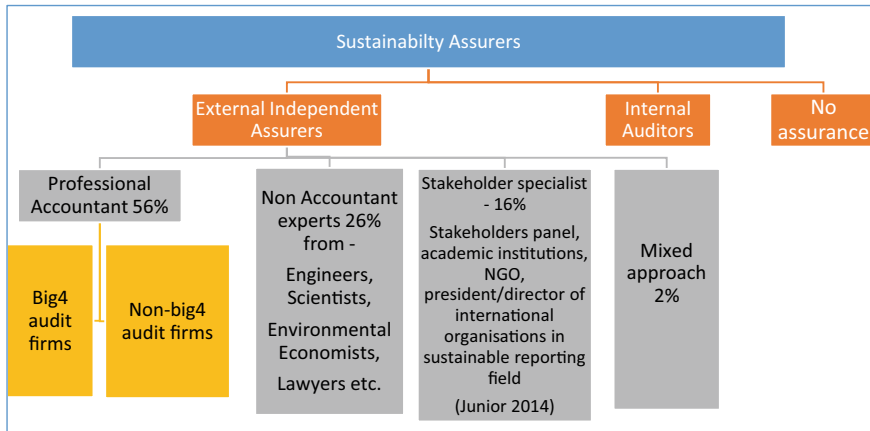 Sustainabilty Assurers
External Independent
Assurers
Internal
Auditors
No
assurance
Professional
Accountant 56%
Non Accountant
experts 26%
from -
Engineers,
Scientists,
Environmental
Economists,
Lawyers etc.
Stakeholder specialist
- 16%
Stakeholders panel,
academic institutions,
NGO,
president/director of
international
organisations in
sustainable reporting
field
(Junior 2014)
Mixed
approach
2%
Big4
audit
firms
Non-big4
audit firms